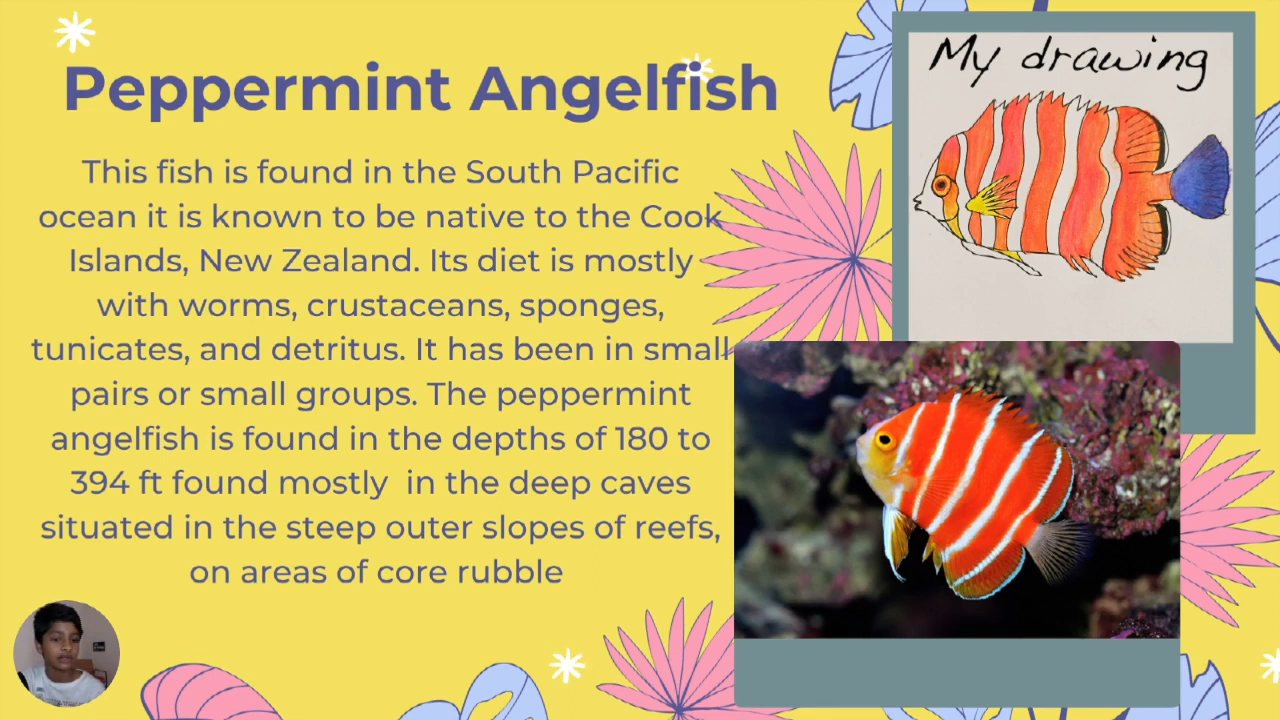 Peppermint Angelfish
This fish is found in the South Pacific
ocean it is known to be native to the Cook
Islands, New Zealand. Its diet is mostly
with worms, crustaceans, sponges,
tunicates, and detritus. It has been in small
pairs or small groups. The peppermint
angelfish is found in the depths of 180 to
394 ft found mostly  in the deep caves
situated in the steep outer slopes of reefs,
on areas of core rubble
My drawing